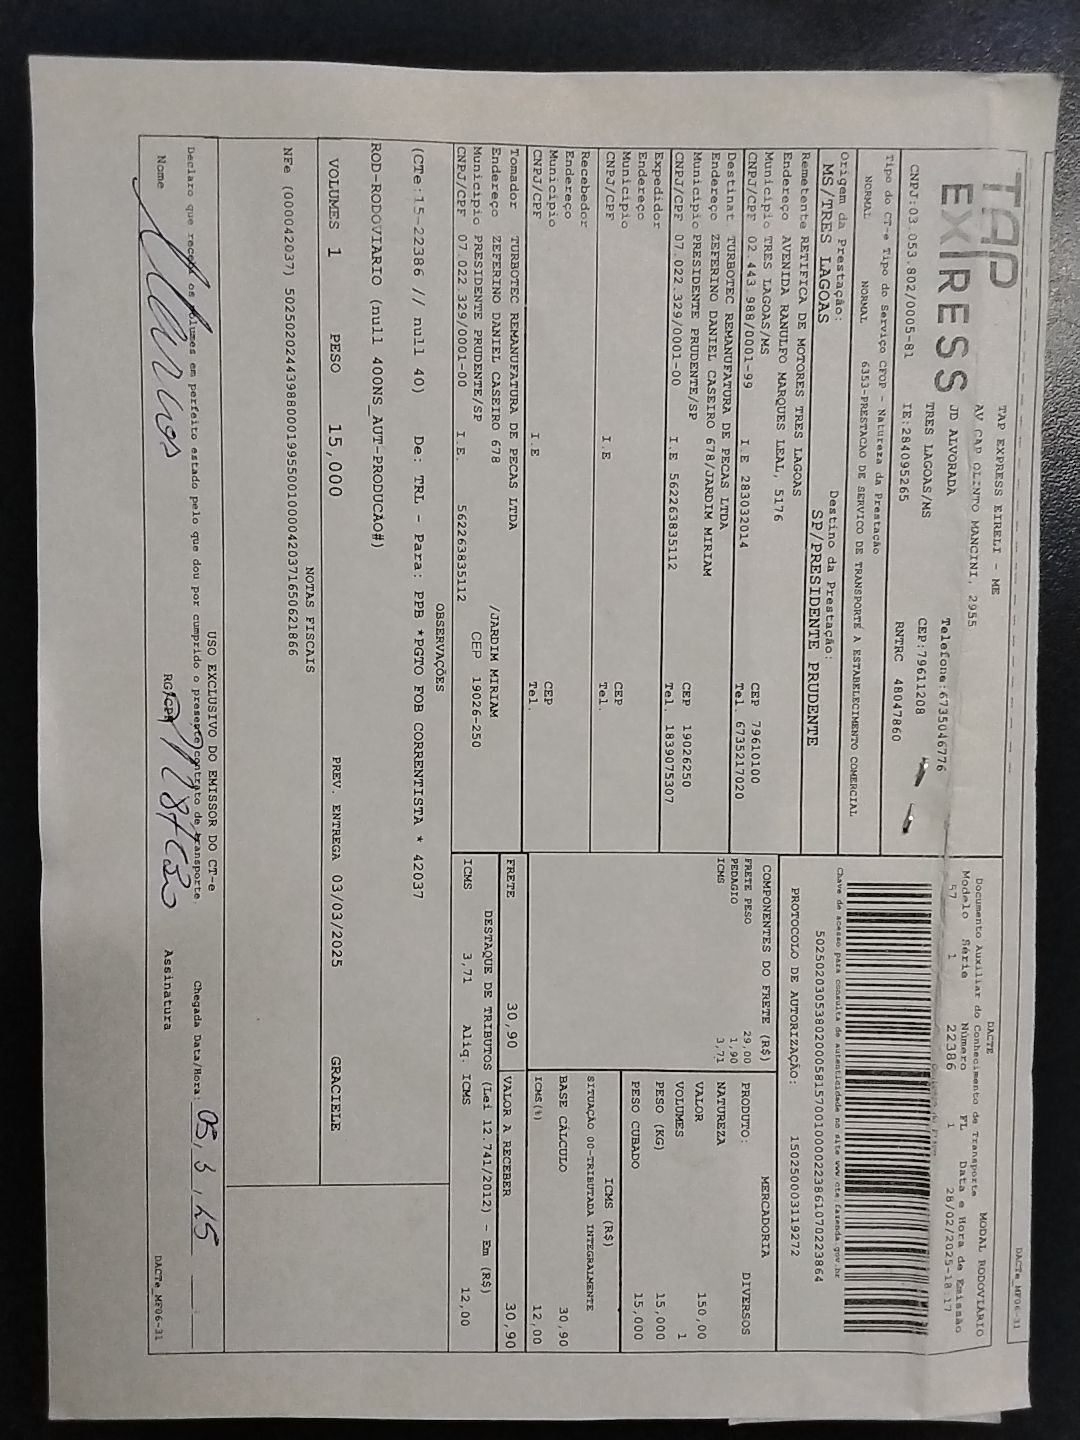 DACTe_MF06-31
TAP
EXPRESS
TAP EXPRESS EIRELI - ME
AV CAP OLINTO MANCINI, 2955
JD ALVORADA
Telefone:6735046776
TRES LAGOAS/MS
CEP:79611208
CNPJ:03.053.802/0005-81
IE:284095265
RNTRC 48047860
DACTE
MODAL RODOVIÁRIO
Documento Auxiliar do Conhecimento de Transporte
Modelo Série Número FL Data e Hora de Emissão
57 1 22386 1 28/02/2025-18:17
Chave de acesso para consulta de autenticidade no site www.cte.fazenda.gov.br
50250203053802000581570010000223861070223864
PROTOCOLO DE AUTORIZAÇÃO: 150250003119272
Tipo do CT-e Tipo do Serviço CFOP - Natureza da Prestação
NORMAL NORMAL 6353-PRESTACAO DE SERVICO DE TRANSPORTE A ESTABELECIMENTO COMERCIAL
Origem da Prestação: Destino da Prestação:
MS/TRES LAGOAS SP/PRESIDENTE PRUDENTE
Remetente RETIFICA DE MOTORES TRES LAGOAS
Endereço AVENIDA RANULFO MARQUES LEAL, 5176
Município TRES LAGOAS/MS CEP 79610100
CNPJ/CPF 02.443.988/0001-99 I.E 283032014 Tel. 6735217020
Destinat TURBOTEC REMANUFATURA DE PECAS LTDA
Endereço ZEFERINO DANIEL CASEIRO 678/JARDIM MIRIAM
Município PRESIDENTE PRUDENTE/SP CEP 19026250
CNPJ/CPF 07.022.329/0001-00 I.E 562263835112 Tel. 1839075307
Expedidor
Endereço
Município CEP
CNPJ/CPF I.E Tel.
Recebedor
Endereço
Município CEP
CNPJ/CPF I.E Tel.
Tomador TURBOTEC REMANUFATURA DE PECAS LTDA
Endereço ZEFERINO DANIEL CASEIRO 678 /JARDIM MIRIAM
Município PRESIDENTE PRUDENTE/SP CEP 19026-250
CNPJ/CPF 07.022.329/0001-00 I.E. 562263835112
COMPONENTES DO FRETE (R$)
FRETE PESO 29,00
PEDAGIO 1,90
ICMS 3,71
MERCADORIA
PRODUTO: DIVERSOS
NATUREZA
VALOR 150,00
VOLUMES 1
PESO (KG) 15,000
PESO CUBADO 15,000
ICMS (R$)
SITUAÇÃO 00-TRIBUTADA INTEGRALMENTE
BASE CÁLCULO 30,90
ICMS(%) 12,00
FRETE 30,90 VALOR A RECEBER 30,90
DESTAQUE DE TRIBUTOS (Lei 12.741/2012) - Em (R$)
ICMS 3,71 Aliq. ICMS 12,00
OBSERVAÇÕES
(CTe:15-22386 // null 40) De: TRL - Para: PPB *PGTO FOB CORRENTISTA * 42037
ROD-RODOVIÁRIO (null 400NS_AUT-PRODUCAO#)
VOLUMES 1 PESO 15,000 PREV. ENTREGA 03/03/2025 GRACIELE
NOTAS FISCAIS
NFe (000042037) 50250202443988000199550010000420371650621866
USO EXCLUSIVO DO EMISSOR DO CT-e
Declaro que recebi os volumes em perfeito estado pelo que dou por cumprido o presente contrato de transporte.
Chegada Data/Hora: 05/3/25
Nome RG/CPF Assinatura
DACTe_MF06-31